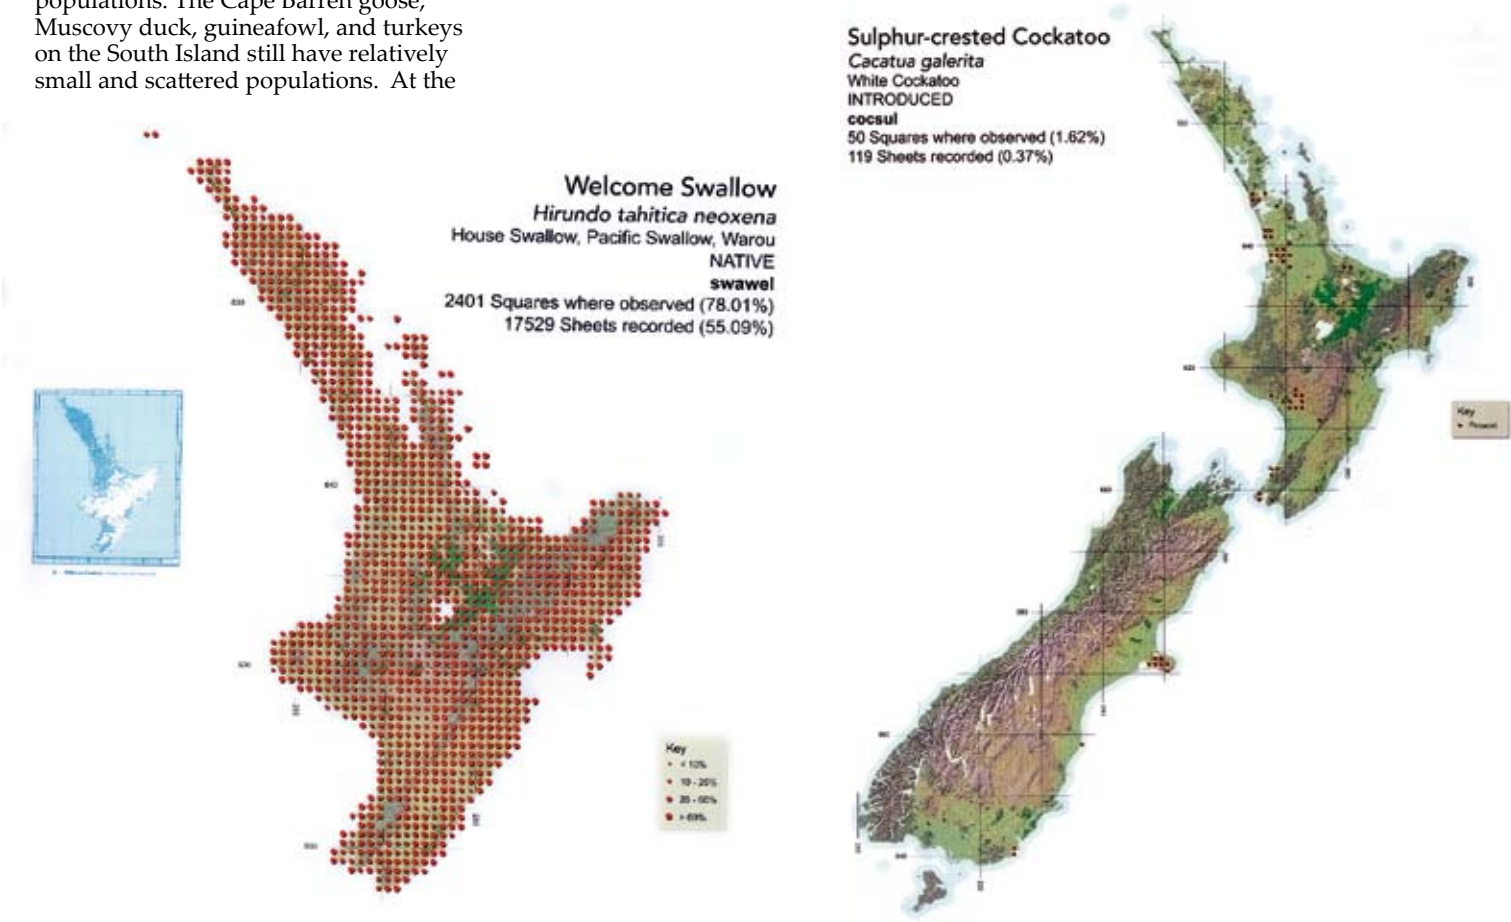 populations. The Cape Barren goose,
Muscovy duck, guineafowl, and turkeys
on the South Island still have relatively
small and scattered populations. At the
Welcome Swallow
Hirundo tahitica neoxena
House Swallow, Pacific Swallow, Warou
NATIVE
swawel
2401 Squares where observed (78.01%)
17529 Sheets recorded (55.09%)
Key
< 10%
Sulphur-crested Cockatoo
Cacatua galerita
White Cockatoo
INTRODUCED
cocsul
50 Squares where observed (1.62%)
119 Sheets recorded (0.37%)
Key
Present